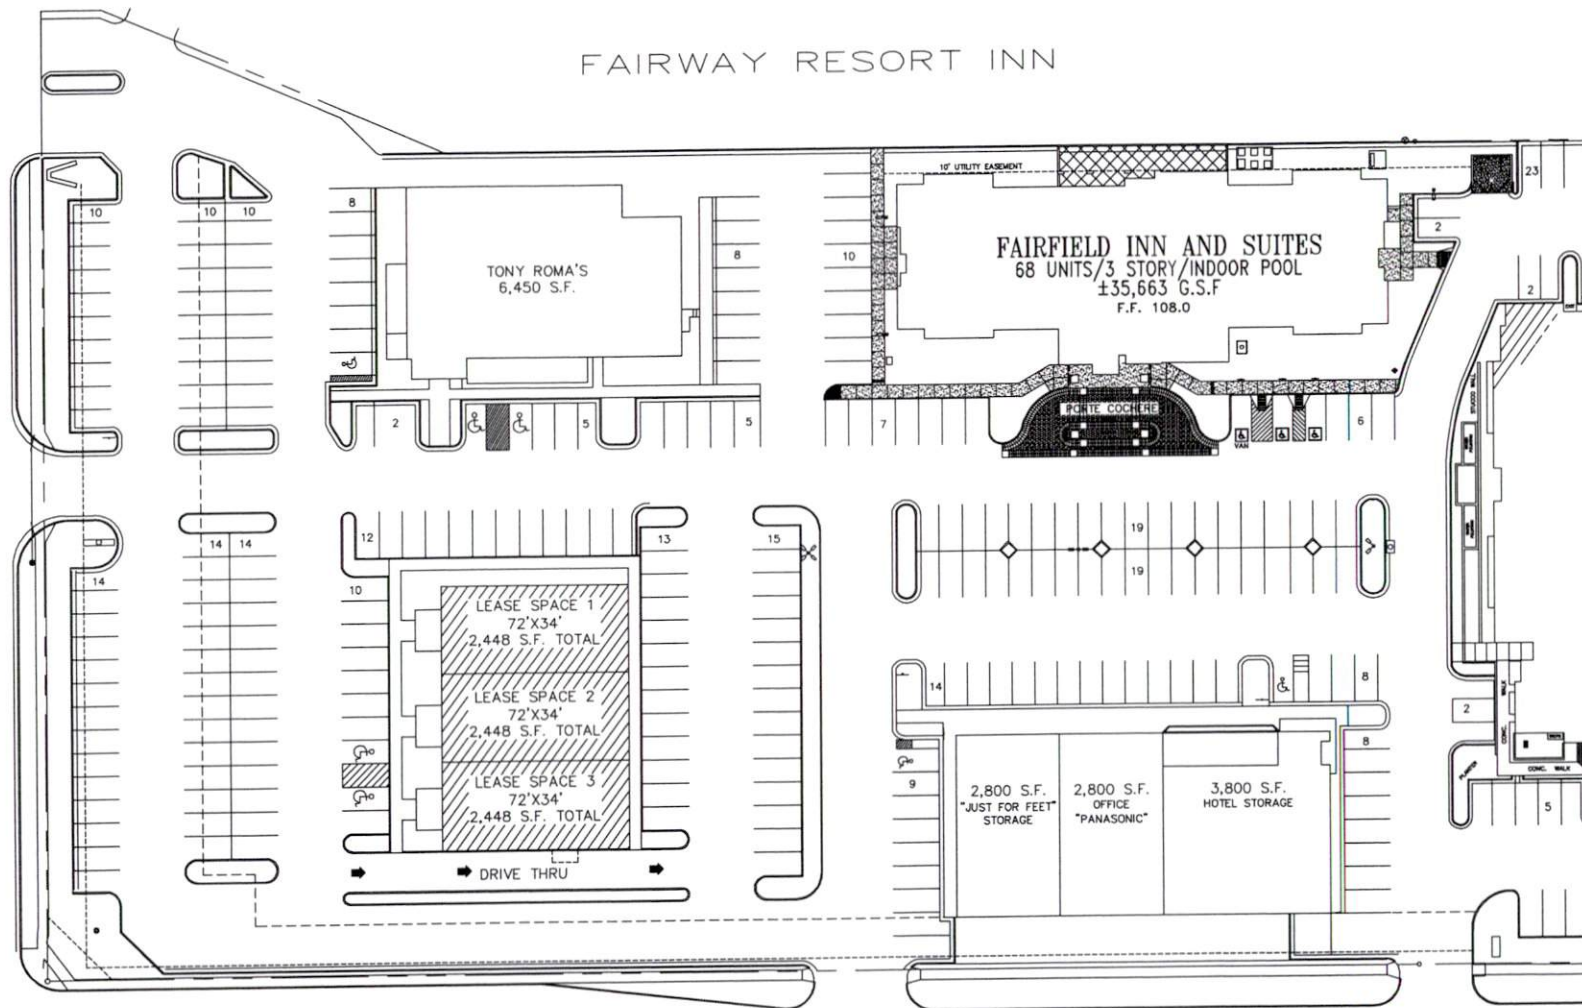 FAIRWAY RESORT INN
10' UTILITY EASEMENT
23
10
10 10
8
TONY ROMA'S
6,450 S.F.
8
10
FAIRFIELD INN AND SUITES
68 UNITS/3 STORY/INDOOR POOL
±35,663 G.S.F
F.F. 108.0
2
2
2
5
5
7
PORTE COCHERE
VAN
6
STUCCO TRIM
12
13
15
14 14
14
10
19
19
LEASE SPACE 1
72'X34'
2,448 S.F. TOTAL
LEASE SPACE 2
72'X34'
2,448 S.F. TOTAL
LEASE SPACE 3
72'X34'
2,448 S.F. TOTAL
DRIVE THRU
14
8
8
9
2,800 S.F.
"JUST FOR FEET"
STORAGE
2,800 S.F.
OFFICE
"PANASONIC"
3,800 S.F.
HOTEL STORAGE
2
CONC. WALK
PLANTER
CONC. WALK
5